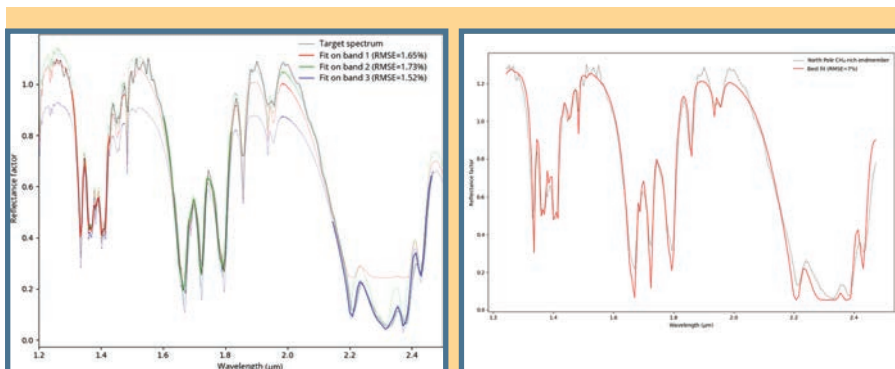 Target spectrum
Fit on band 1 (RMSE=1.65%)
Fit on band 2 (RMSE=1.73%)
Fit on band 3 (RMSE=1.52%)
Reflectance factor
1.0
0.8
0.6
0.4
0.2
0.0
1.2 1.4 1.6 1.8 2.0 2.2 2.4
Wavelength (μm)
North Pole CH₄ rich endmember
Best fit (RMSE=7%)
Reflectance factor
1.2
1.0
0.8
0.6
0.4
0.2
0.0
1.2 1.4 1.6 1.8 2.0 2.2 2.4
Wavelength (μm)